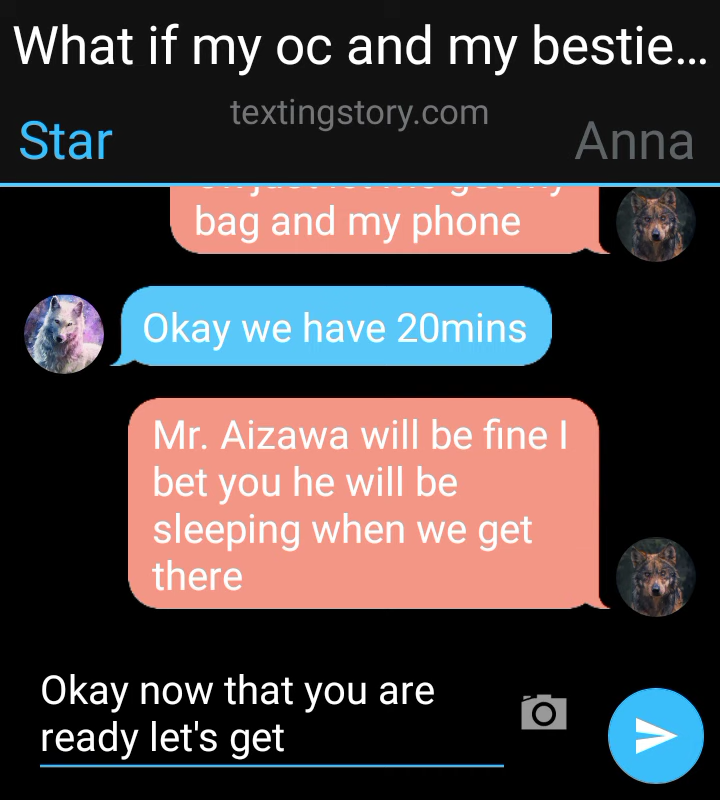 What if my oc and my bestie...
textingstory.com
Star
Anna
bag and my phone
Okay we have 20mins
Mr. Aizawa will be fine I
bet you he will be
sleeping when we get
there
Okay now that you are
ready let's get